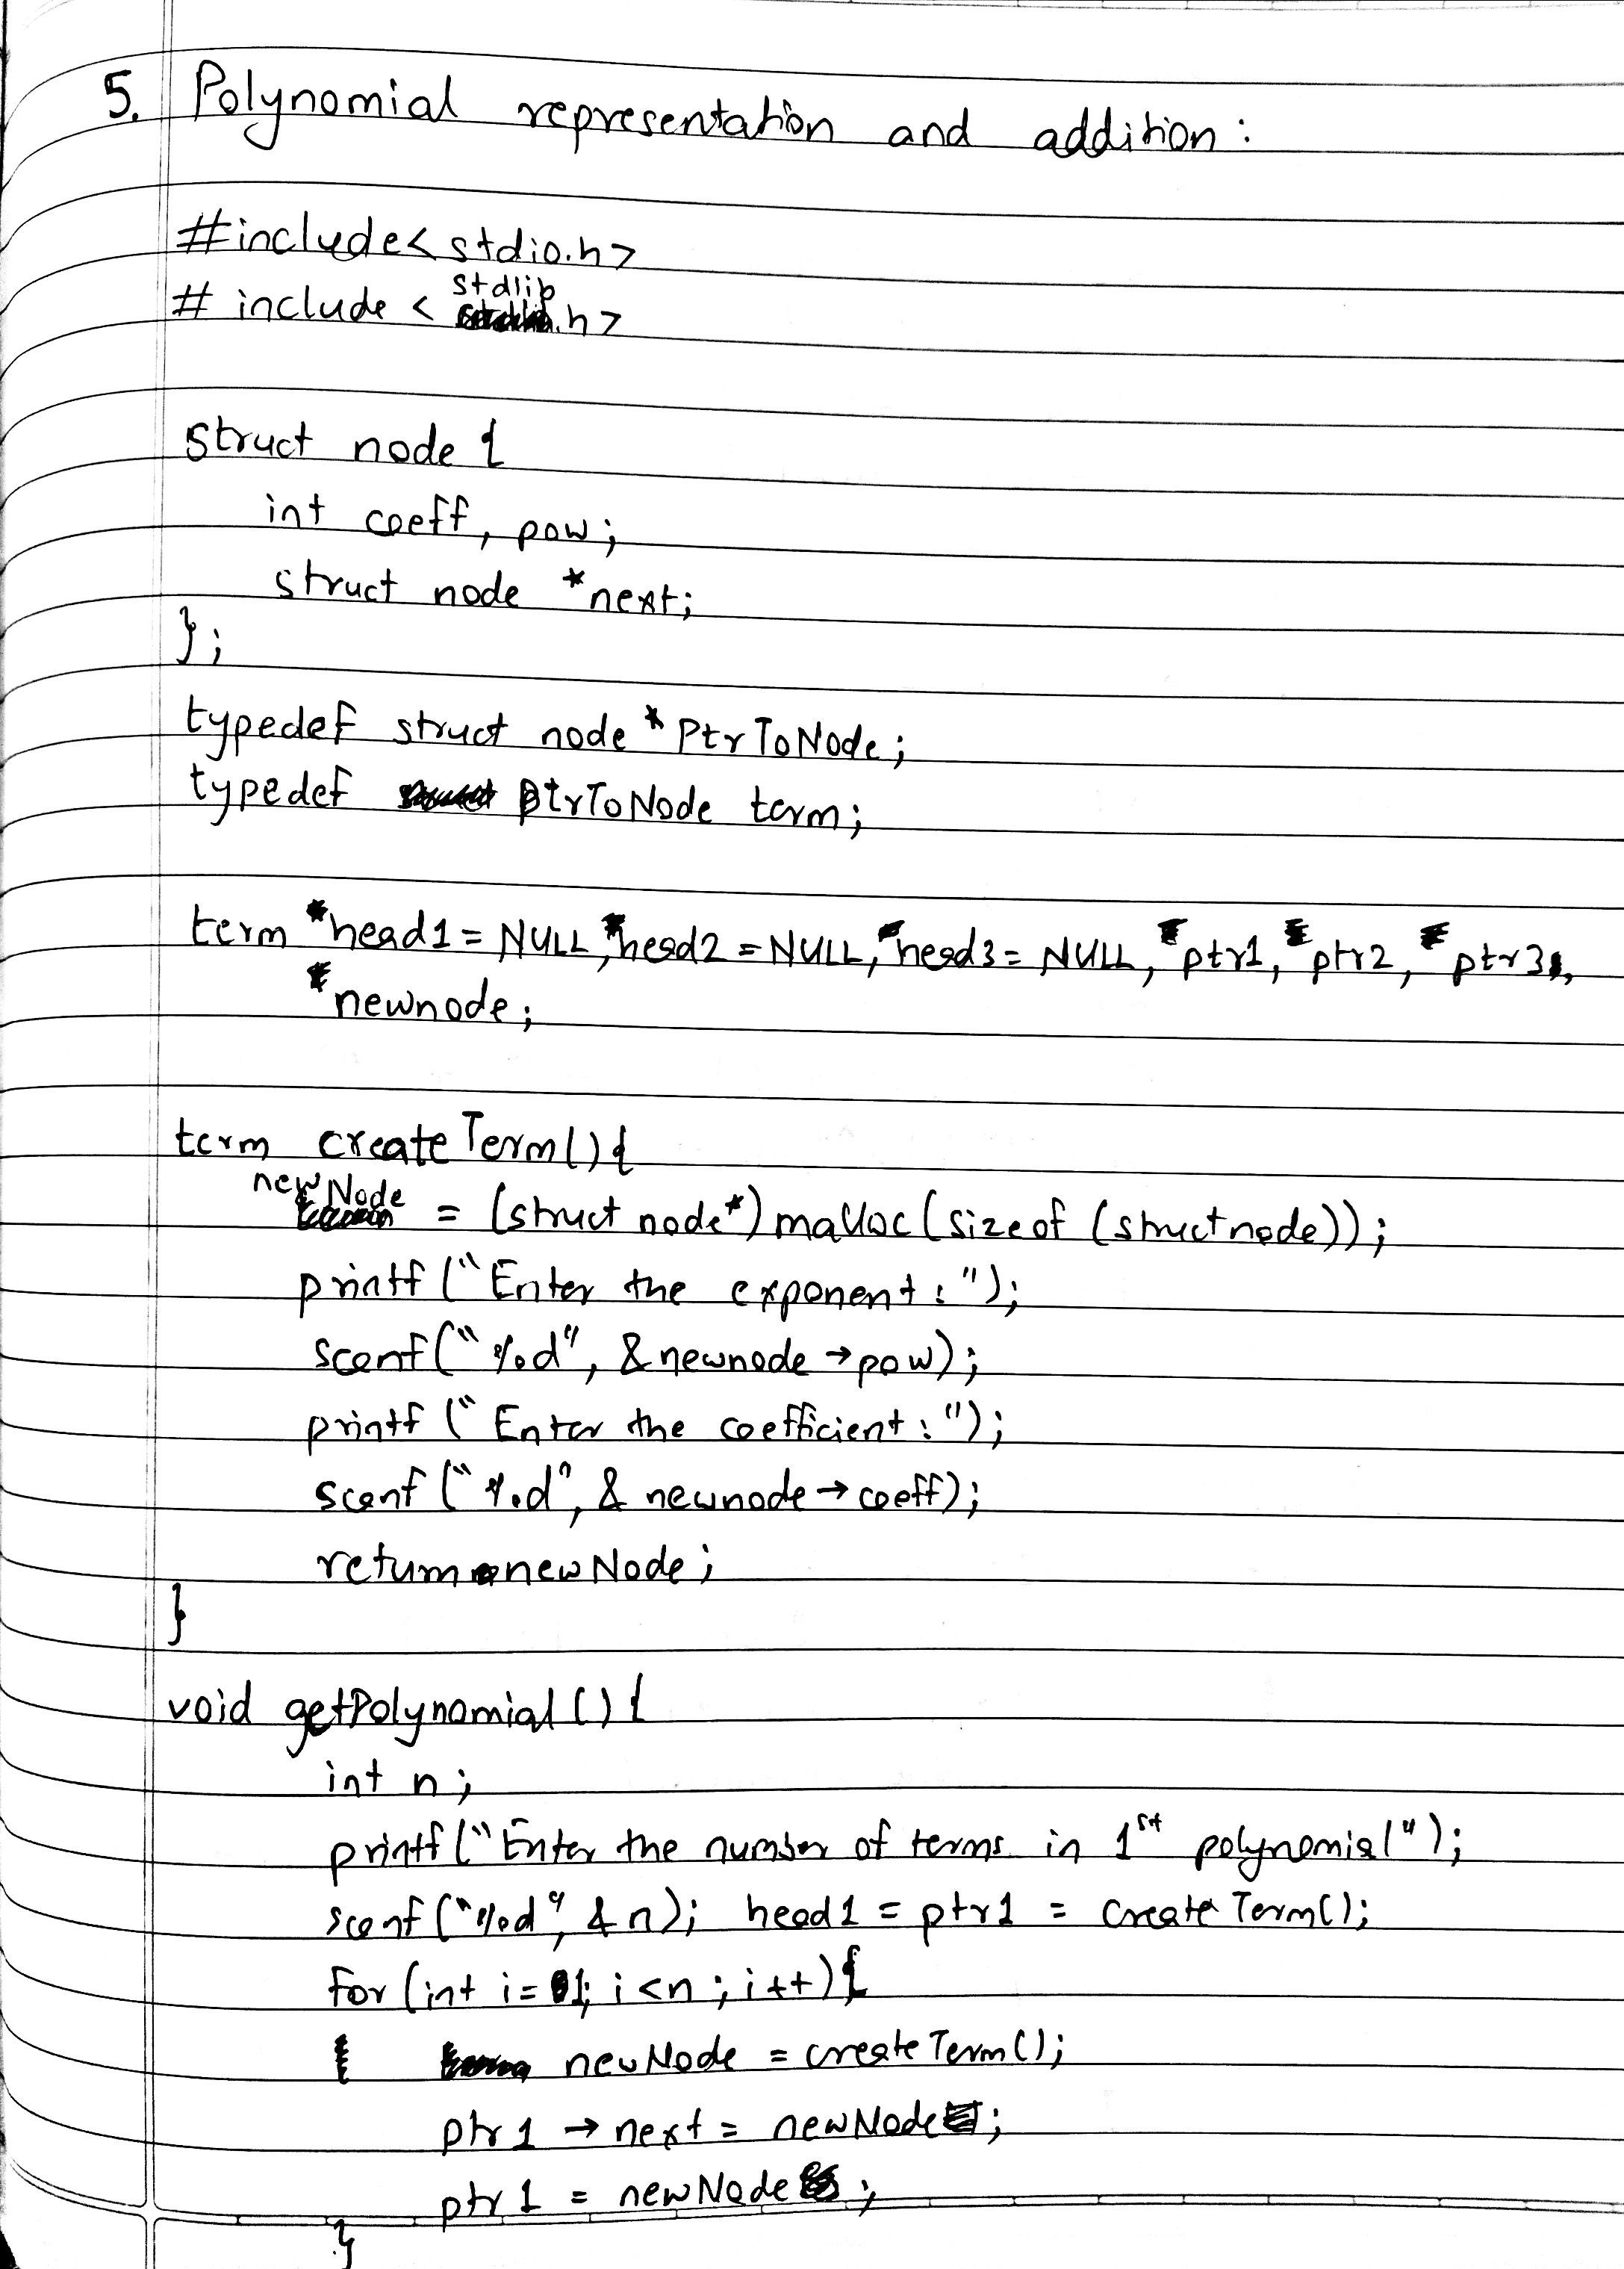 5. Polynomial representation and addition:
#include<stdio.h>
# include <stdlib.h>
struct node {
int coeff, pow;
struct node *next;
};
typedef struct node * PtrToNode;
typedef PtrToNode term;
term head1 = NULL, head2 = NULL, head3 = NULL, ptr1, ptr2, ptr3,
newnode;
term createTerm(){
newNode = (struct node*) malloc(sizeof(struct node));
printf("Enter the exponent:");
scanf("%d", &newnode→pow);
printf("Enter the coefficient:");
scanf("%d", & newnode→coeff);
return newNode;
}
void getPolynomial(){
int n;
printf("Enter the number of terms in 1st polynomial");
scanf("%d", &n); head1 = ptr1 = createTerm();
for(int i=1; i<n; i++){
newNode = createTerm();
ptr1 → next = newNode;
ptr1 = newNode;
}